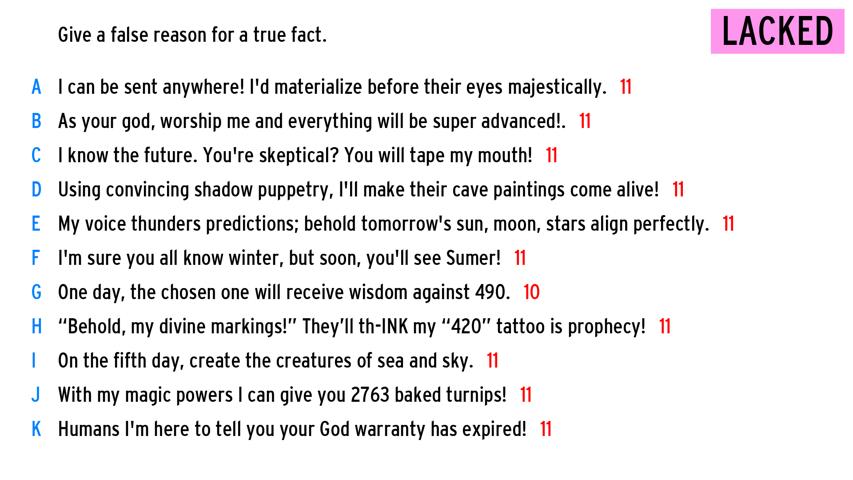 Give a false reason for a true fact.
LACKED
A I can be sent anywhere! I'd materialize before their eyes majestically. 11
B As your god, worship me and everything will be super advanced!. 11
C I know the future. You're skeptical? You will tape my mouth! 11
D Using convincing shadow puppetry, I'll make their cave paintings come alive! 11
E My voice thunders predictions; behold tomorrow's sun, moon, stars align perfectly. 11
F I'm sure you all know winter, but soon, you'll see Sumer! 11
G One day, the chosen one will receive wisdom against 490. 10
H “Behold, my divine markings!” They’ll th-INK my “420” tattoo is prophecy! 11
I On the fifth day, create the creatures of sea and sky. 11
J With my magic powers I can give you 2763 baked turnips! 11
K Humans I'm here to tell you your God warranty has expired! 11